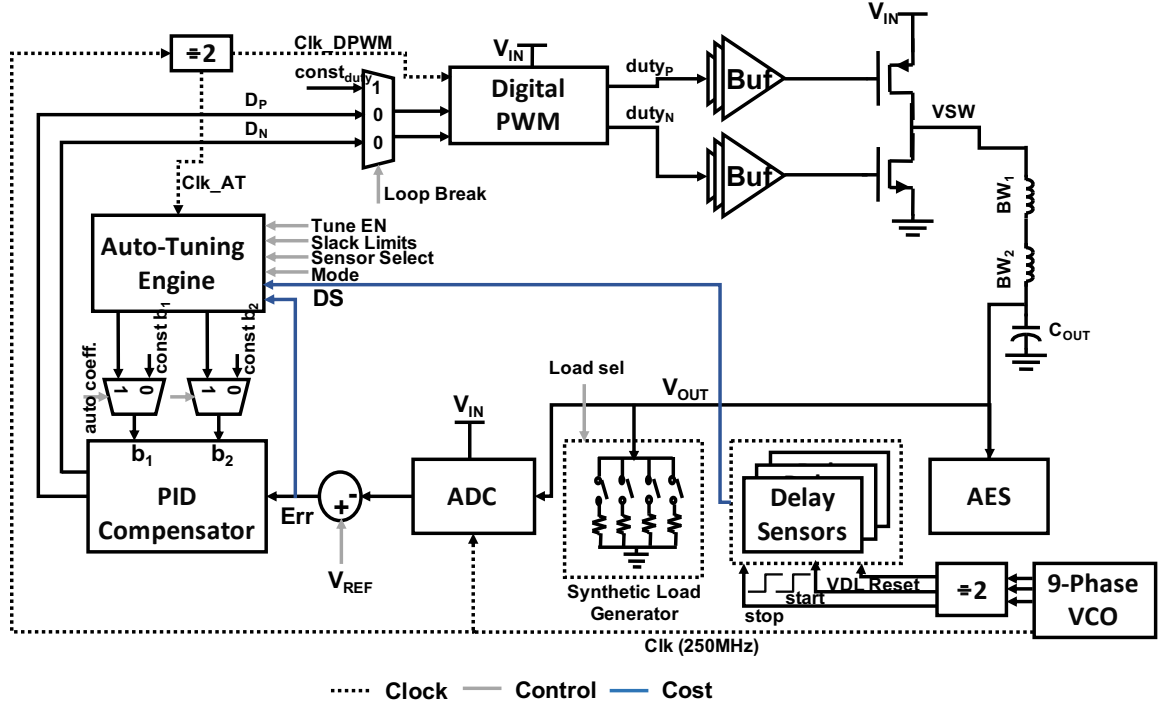 ÷2
Clk_DPWM
V_IN
V_IN
const_duty
1
0
0
D_P
D_N
Digital
PWM
duty_P
duty_N
Buf
Buf
VSW
BW_1
BW_2
C_OUT
Clk_AT
Loop Break
Auto-Tuning
Engine
Tune EN
Slack Limits
Sensor Select
Mode
DS
const b_1
const b_2
auto coeff.
1
0
1
0
b_1
b_2
PID
Compensator
Err
-
+
V_REF
V_IN
ADC
Load sel
V_OUT
Synthetic Load
Generator
Delay
Sensors
AES
VDL Reset
start
stop
÷2
9-Phase
VCO
Clk (250MHz)
Clock
Control
Cost